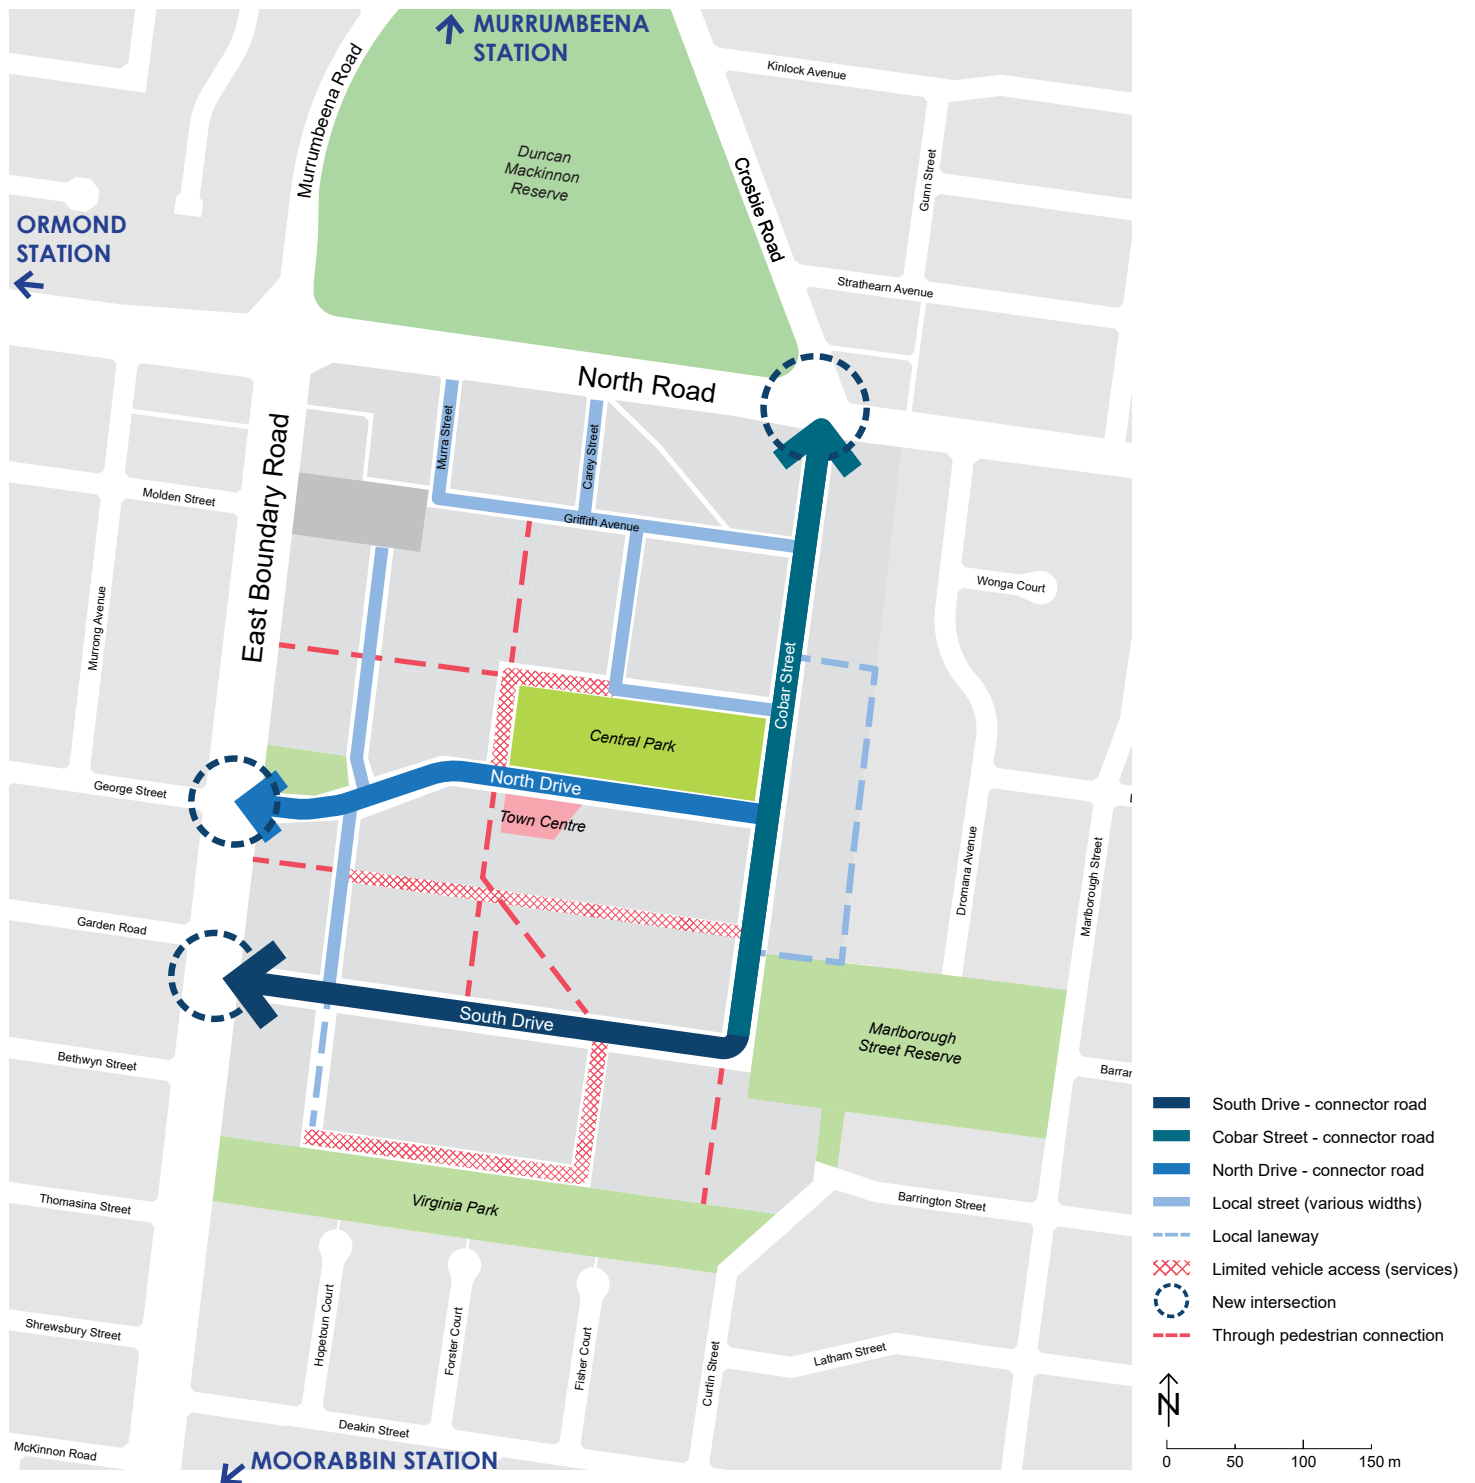 MURRUMBEENA
STATION
Kinlock Avenue
Murrumbeena Road
Duncan
Mackinnon
Reserve
Crosbie Road
Gunn Street
ORMOND
STATION
Strathearn Avenue
North Road
Murra Street
Carey Street
East Boundary Road
Molden Street
Griffith Avenue
Wonga Court
Murrong Avenue
Cobar Street
Central Park
North Drive
George Street
Town Centre
Dromana Avenue
Marlborough Street
Garden Road
South Drive
Marlborough
Street Reserve
Bethwyn Street
Barrar
Virginia Park
Thomasina Street
Barrington Street
Hopetoun Court
Forster Court
Fisher Court
Curtin Street
Shrewsbury Street
Latham Street
Deakin Street
McKinnon Road
MOORABBIN STATION
South Drive - connector road
Cobar Street - connector road
North Drive - connector road
Local street (various widths)
Local laneway
Limited vehicle access (services)
New intersection
Through pedestrian connection
N
0 50 100 150 m